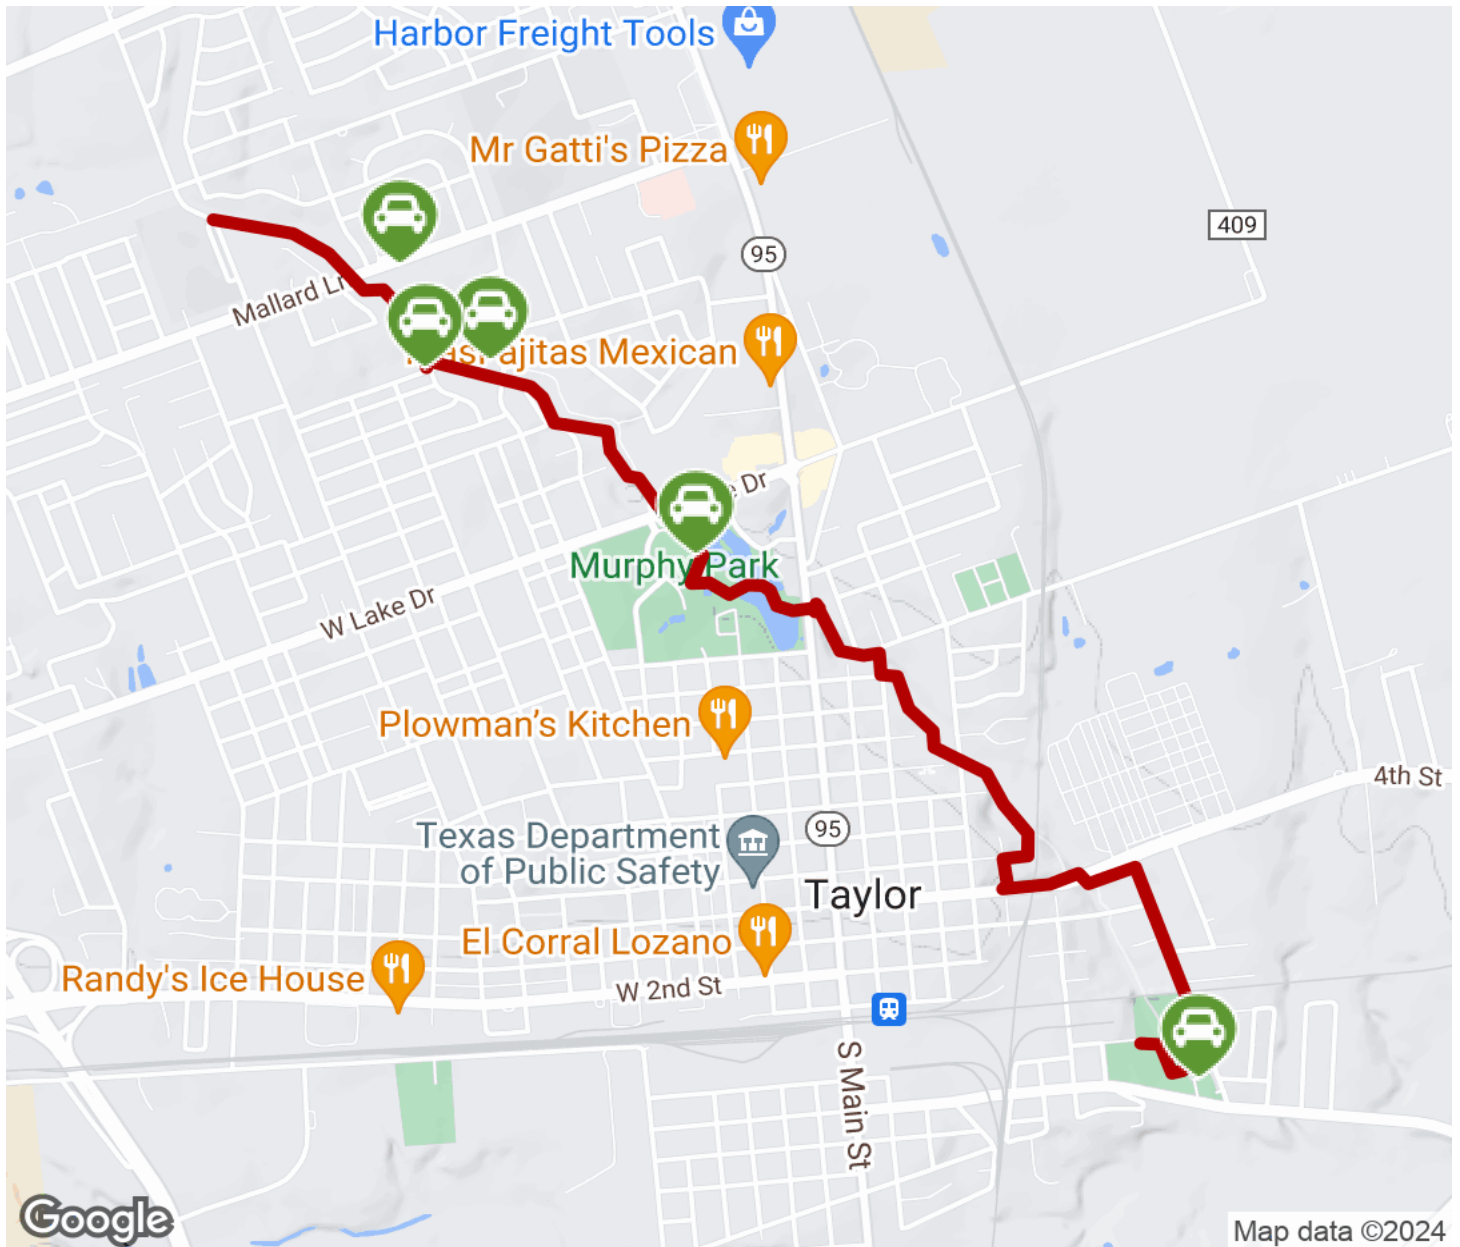 Harbor Freight Tools
Mr Gatti's Pizza
409
95
Mallard Ln
Mexican
Dr
Murphy Park
W Lake Dr
Plowman's Kitchen
4th St
Texas Department
of Public Safety
95
Taylor
El Corral Lozano
Randy's Ice House
W 2nd St
S Main St
Google
Map data ©2024